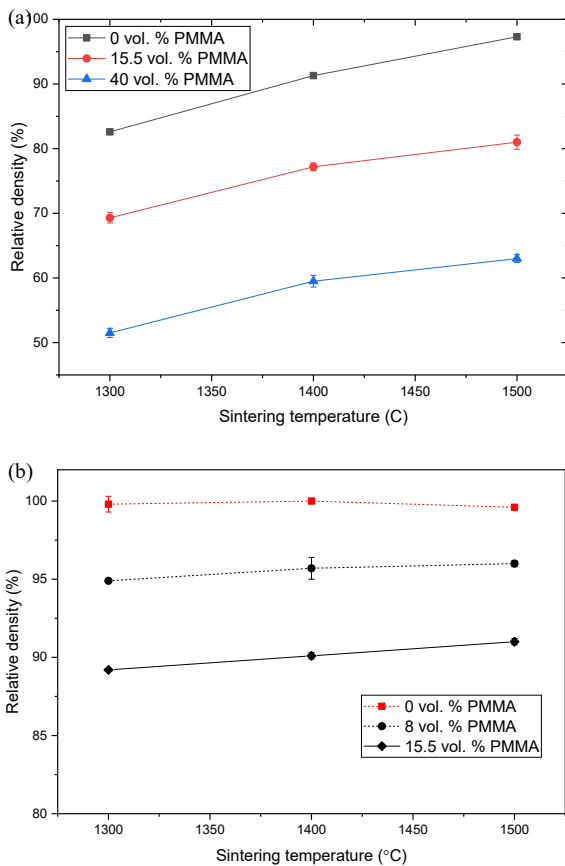 (a)
0 vol. % PMMA
15.5 vol. % PMMA
40 vol. % PMMA
100
90
80
70
60
50
Relative density (%)
1300
1350
1400
1450
1500
Sintering temperature (C)
(b)
100
95
90
85
80
Relative density (%)
0 vol. % PMMA
8 vol. % PMMA
15.5 vol. % PMMA
1300
1350
1400
1450
1500
Sintering temperature (°C)